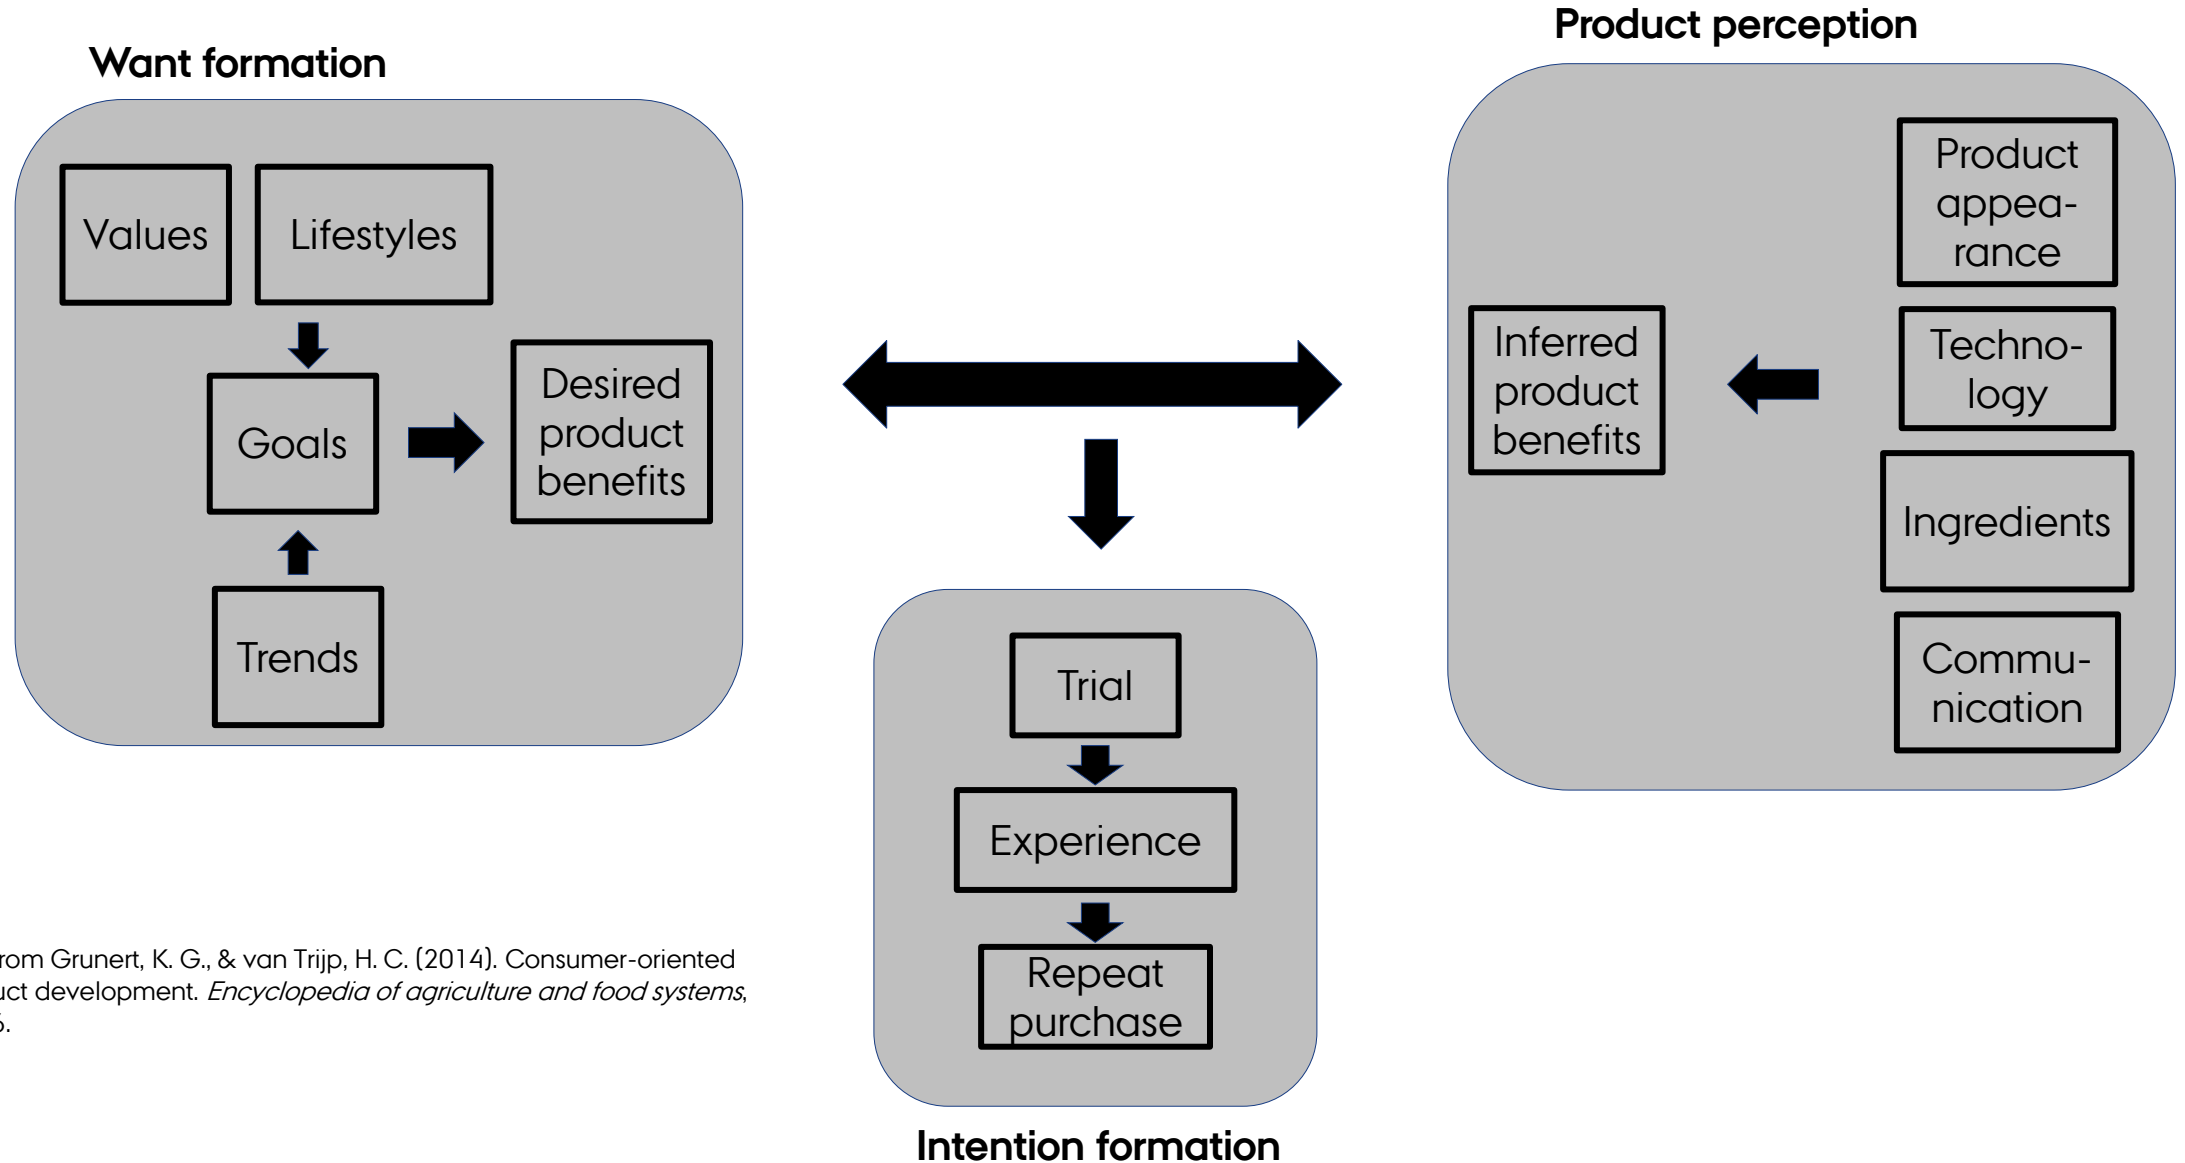 Product perception
Want formation
Values
Lifestyles
Goals
Desired
product
benefits
Trends
Inferred
product
benefits
Product
appea-
rance
Techno-
logy
Ingredients
Commu-
nication
Trial
Experience
Repeat
purchase
Intention formation
Grunert, K. G., & van Trijp, H. C. (2014). Consumer-oriented
development. Encyclopedia of agriculture and food systems,